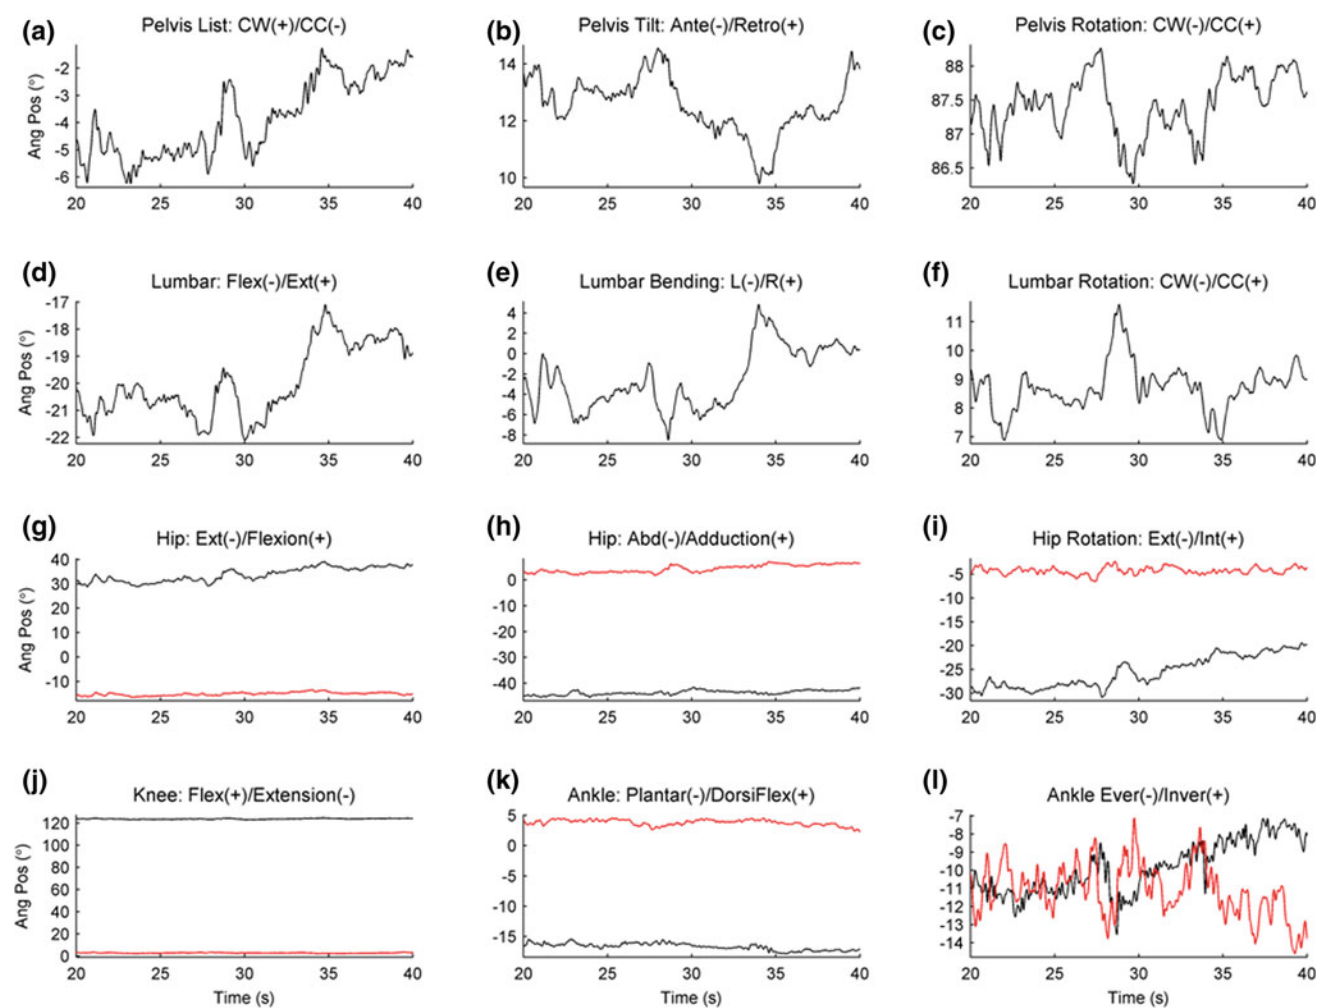 (a) Pelvis List: CW(+)/CC(-)
(b) Pelvis Tilt: Ante(-)/Retro(+)
(c) Pelvis Rotation: CW(-)/CC(+)
Ang Pos (°)
-2
-3
-4
-5
-6
20 25 30 35 40
14
12
10
20 25 30 35 40
88
87.5
87
86.5
20 25 30 35 40
(d) Lumbar: Flex(-)/Ext(+)
(e) Lumbar Bending: L(-)/R(+)
(f) Lumbar Rotation: CW(-)/CC(+)
Ang Pos (°)
-17
-18
-19
-20
-21
-22
20 25 30 35 40
4
2
0
-2
-4
-6
-8
20 25 30 35 40
11
10
9
8
7
20 25 30 35 40
(g) Hip: Ext(-)/Flexion(+)
(h) Hip: Abd(-)/Adduction(+)
(i) Hip Rotation: Ext(-)/Int(+)
Ang Pos (°)
40
30
20
10
0
-10
20 25 30 35 40
0
-10
-20
-30
-40
20 25 30 35 40
-5
-10
-15
-20
-25
-30
20 25 30 35 40
(j) Knee: Flex(+)/Extension(-)
(k) Ankle: Plantar(-)/DorsiFlex(+)
(l) Ankle Ever(-)/Inver(+)
Ang Pos (°)
120
100
80
60
40
20
0
20 25 30 35 40
Time (s)
5
0
-5
-10
-15
20 25 30 35 40
Time (s)
-7
-8
-9
-10
-11
-12
-13
-14
20 25 30 35 40
Time (s)